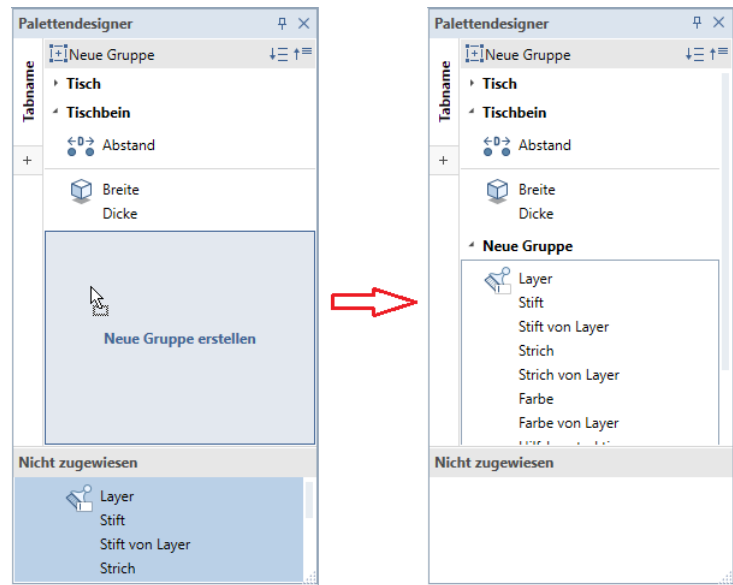 Palettendesigner
Neue Gruppe
Tabname
Tisch
Tischbein
Abstand
+
Breite
Dicke
Neue Gruppe erstellen
Nicht zugewiesen
Layer
Stift
Stift von Layer
Strich
Palettendesigner
Neue Gruppe
Tabname
Tisch
Tischbein
Abstand
+
Breite
Dicke
Neue Gruppe
Layer
Stift
Stift von Layer
Strich
Strich von Layer
Farbe
Farbe von Layer
Nicht zugewiesen